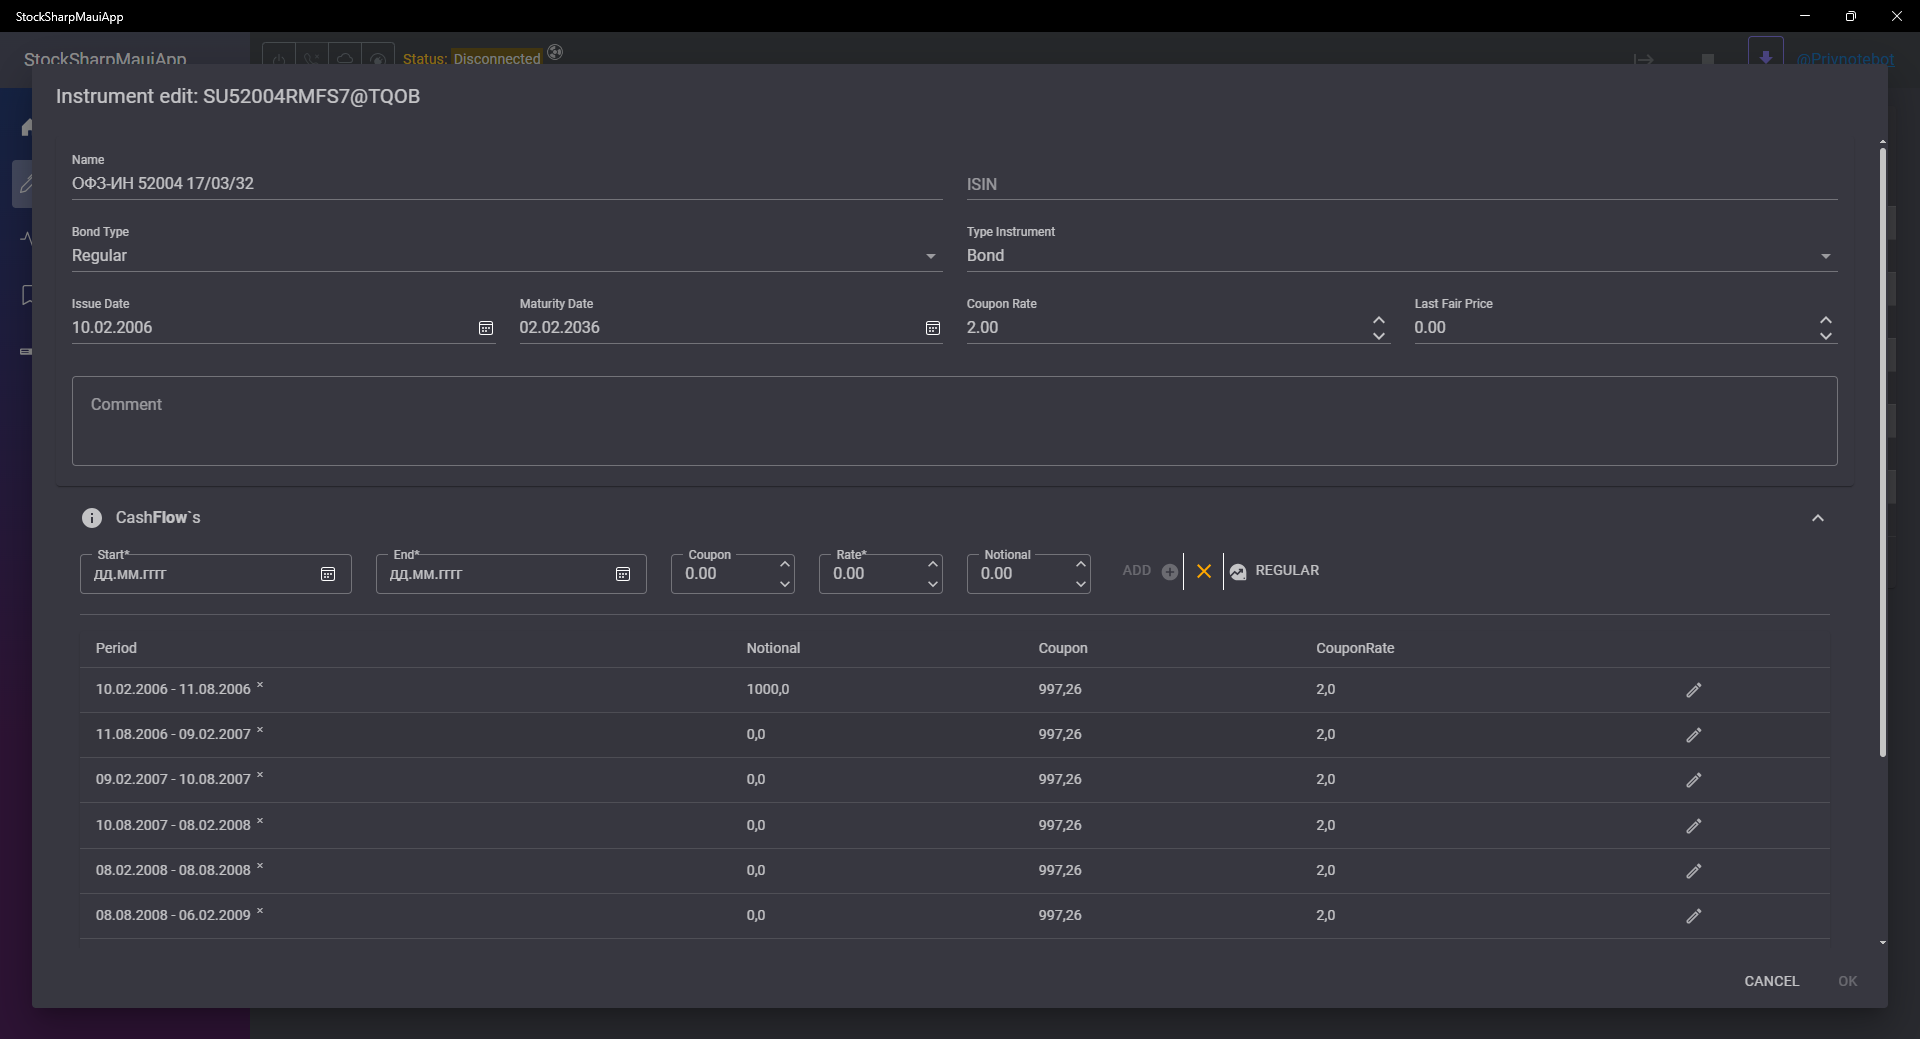 StockSharpMauiApp
StockSharpMauiApp
Status: Disconnected
@Privnotebot
Instrument edit: SU52004RMFS7@TQOB
Name
ОФЗ-ИН 52004 17/03/32
ISIN
Bond Type
Regular
Type Instrument
Bond
Issue Date
10.02.2006
Maturity Date
02.02.2036
Coupon Rate
2.00
Last Fair Price
0.00
Comment
CashFlow`s
Start*
ДД.ММ.ГГГГ
End*
ДД.ММ.ГГГГ
Coupon
0.00
Rate*
0.00
Notional
0.00
ADD
REGULAR
Period Notional Coupon CouponRate
10.02.2006 - 11.08.2006 × 1000,0 997,26 2,0
11.08.2006 - 09.02.2007 × 0,0 997,26 2,0
09.02.2007 - 10.08.2007 × 0,0 997,26 2,0
10.08.2007 - 08.02.2008 × 0,0 997,26 2,0
08.02.2008 - 08.08.2008 × 0,0 997,26 2,0
08.08.2008 - 06.02.2009 × 0,0 997,26 2,0
CANCEL OK